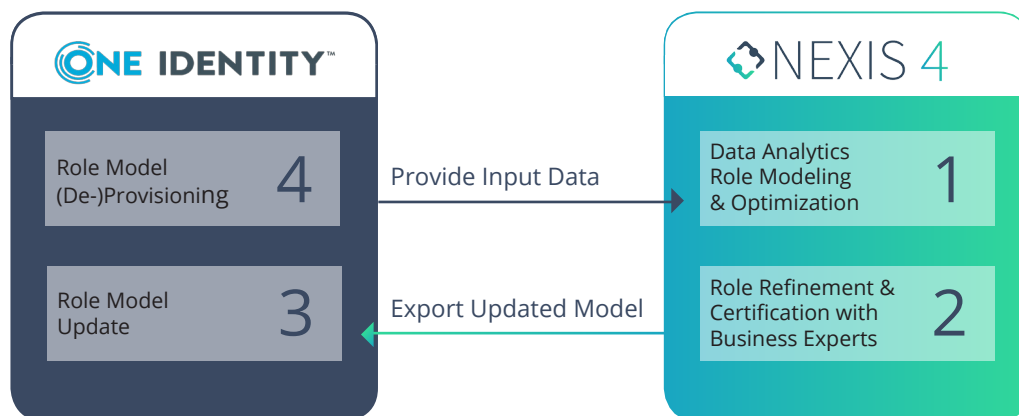 ONE IDENTITY™
Role Model
(De-)Provisioning
4
Role Model
Update
3
Provide Input Data
Export Updated Model
NEXIS 4
Data Analytics
Role Modeling
& Optimization
1
Role Refinement &
Certification with
Business Experts
2